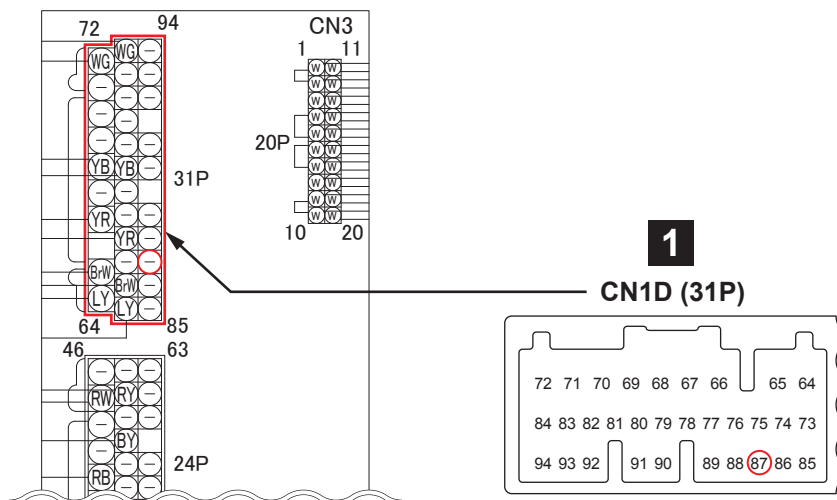 72 94
WG WG −
− − −
− − −
− −
− − −
YB YB −
− −
YR − −
YR −
− −
BrW BrW −
LY LY −
64 85
31P
46 63
− − −
RW RY −
− − −
BY
− −
RB − −
24P
CN3
1 11
W W
W W
W W
W W
W W
W W
W W
W W
W W
W W
20P
10 20
1
CN1D (31P)
72 71 70 69 68 67 66 65 64
84 83 82 81 80 79 78 77 76 75 74 73
94 93 92 91 90 89 88 87 86 85